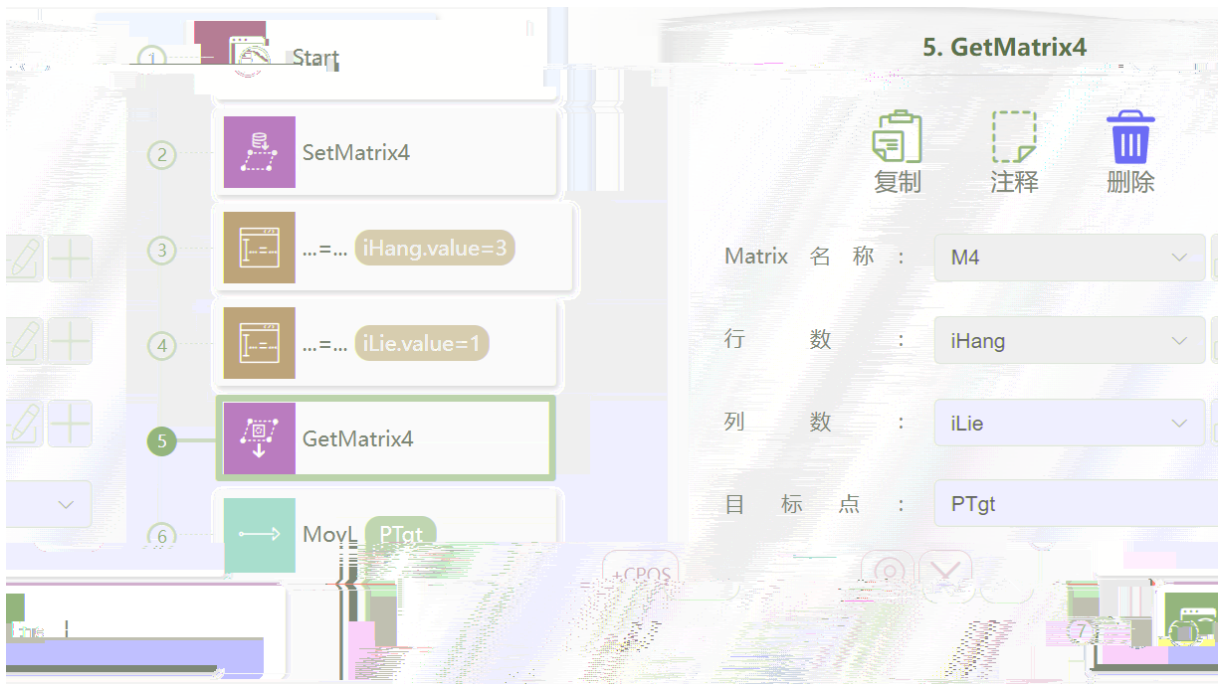 1 Start
2 SetMatrix4
3 ...=... iHang.value=3
4 ...=... iLie.value=1
5 GetMatrix4
6 MovL PTgt
+CPOS
7
5. GetMatrix4
复制 注释 删除
Matrix 名 称 : M4
行 数 : iHang
列 数 : iLie
目 标 点 : PTgt